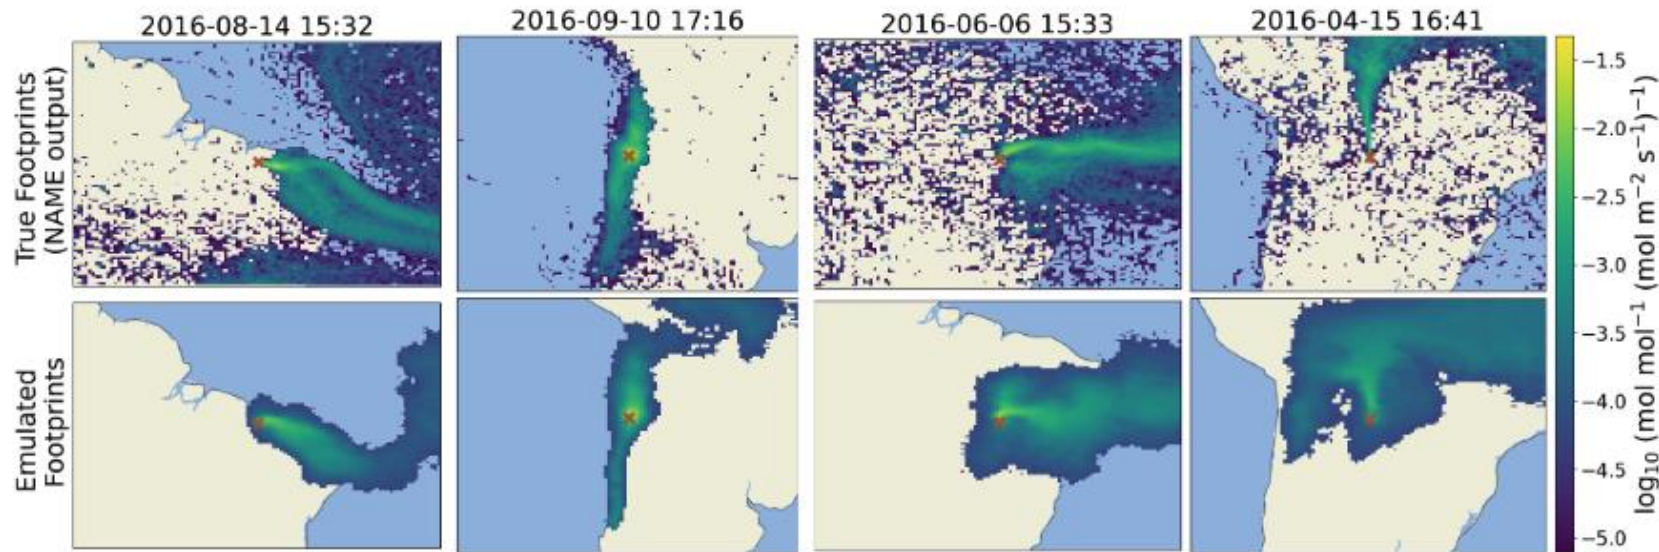 2016-08-14 15:32
2016-09-10 17:16
2016-06-06 15:33
2016-04-15 16:41
True Footprints
(NAME output)
Emulated
Footprints
−1.5
−2.0
−2.5
−3.0
−3.5
−4.0
−4.5
−5.0
log₁₀ (mol mol⁻¹ (mol m⁻² s⁻¹)⁻¹)